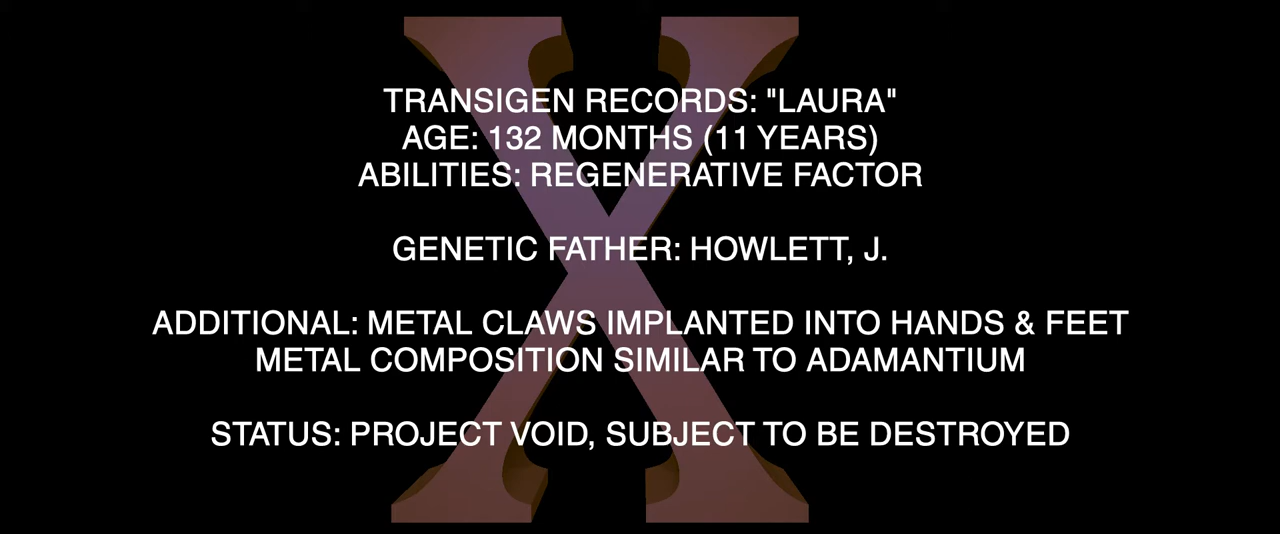 TRANSIGEN RECORDS: "LAURA"
AGE: 132 MONTHS (11 YEARS)
ABILITIES: REGENERATIVE FACTOR
GENETIC FATHER: HOWLETT, J.
ADDITIONAL: METAL CLAWS IMPLANTED INTO HANDS & FEET
METAL COMPOSITION SIMILAR TO ADAMANTIUM
STATUS: PROJECT VOID, SUBJECT TO BE DESTROYED
X